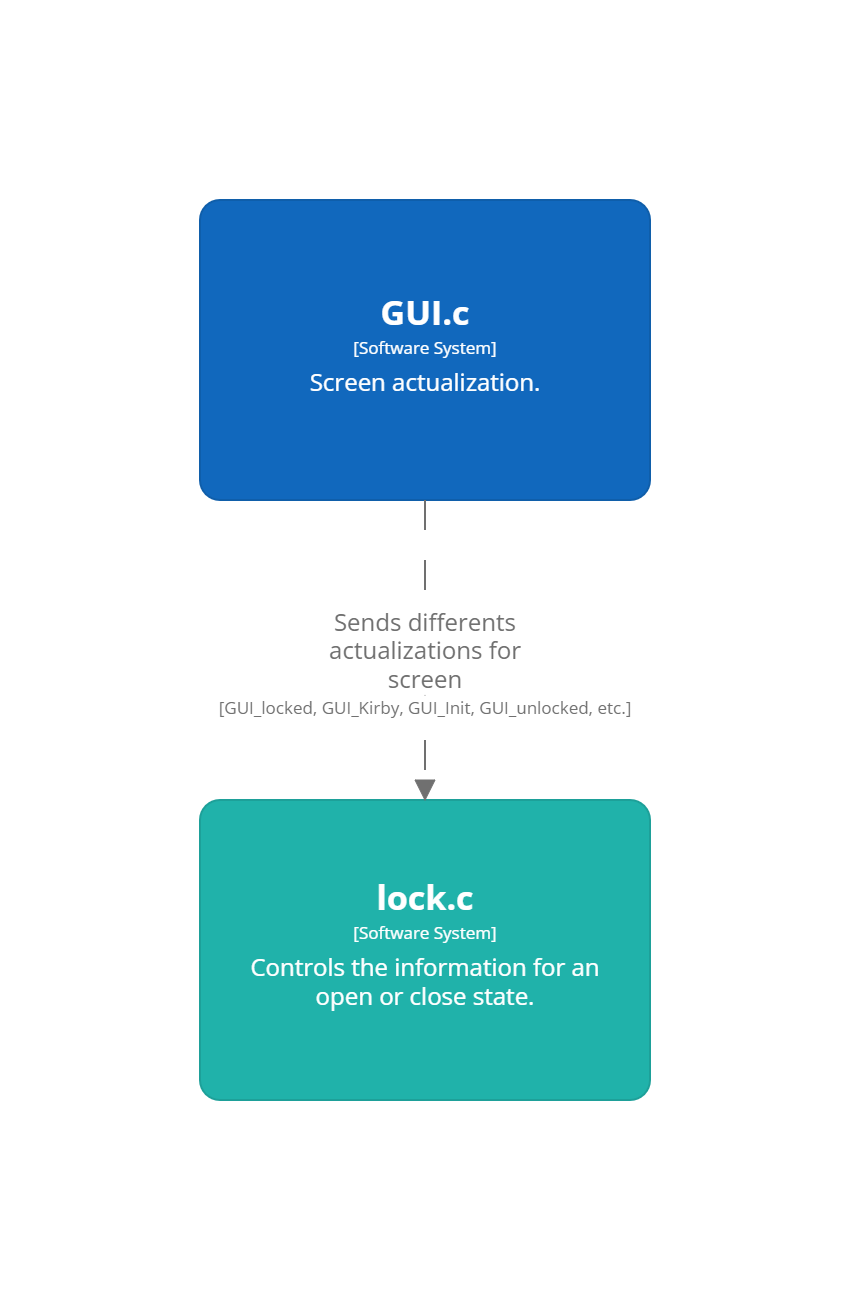 GUI.c
[Software System]
Screen actualization.
Sends differents
actualizations for
screen
[GUI_locked, GUI_Kirby, GUI_Init, GUI_unlocked, etc.]
lock.c
[Software System]
Controls the information for an
open or close state.